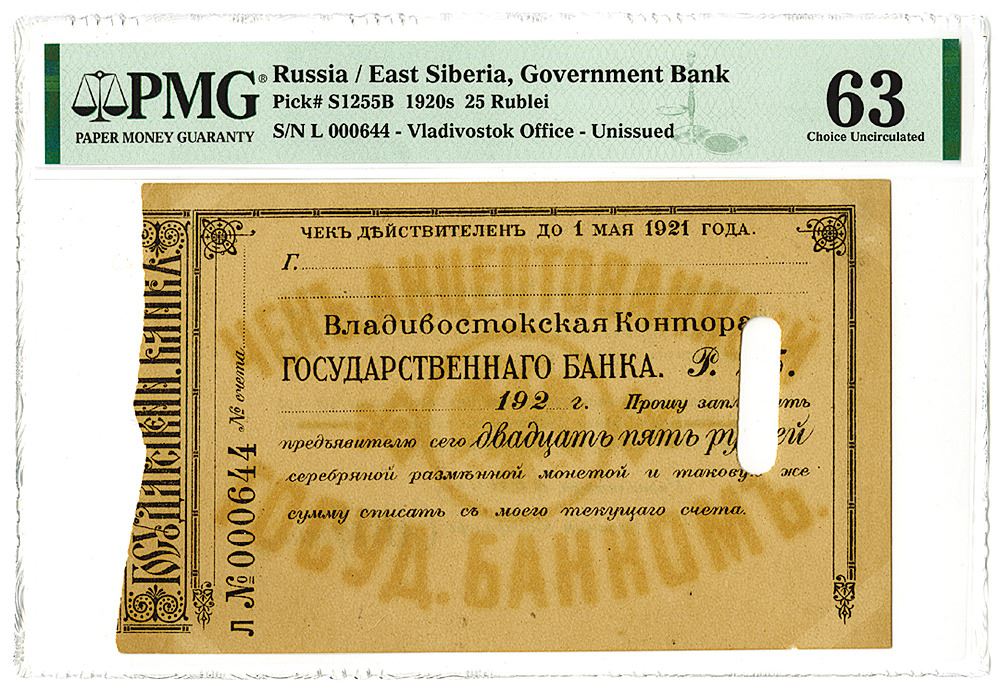 PMG®
PAPER MONEY GUARANTY
Russia / East Siberia, Government Bank
Pick# S1255B 1920s 25 Rublei
S/N L 000644 - Vladivostok Office - Unissued
63
Choice Uncirculated
ЧЕКЪ ДѢЙСТВИТЕЛЕНЪ ДО 1 МАЯ 1921 ГОДА.
Г.
Владивостокская Контора
ГОСУДАРСТВЕННАГО БАНКА. Р. 5.
192 г. Прошу заплатить
предъявителю сего двадцать пять рублей
серебряной размѣнной монетой и таковую же
сумму списать съ моего текущаго счета.
Л № 000644 № счета
ЧЕКЪ АКЦЕПТОВАННЫЙ
ГОСУД. БАНКОМЪ.